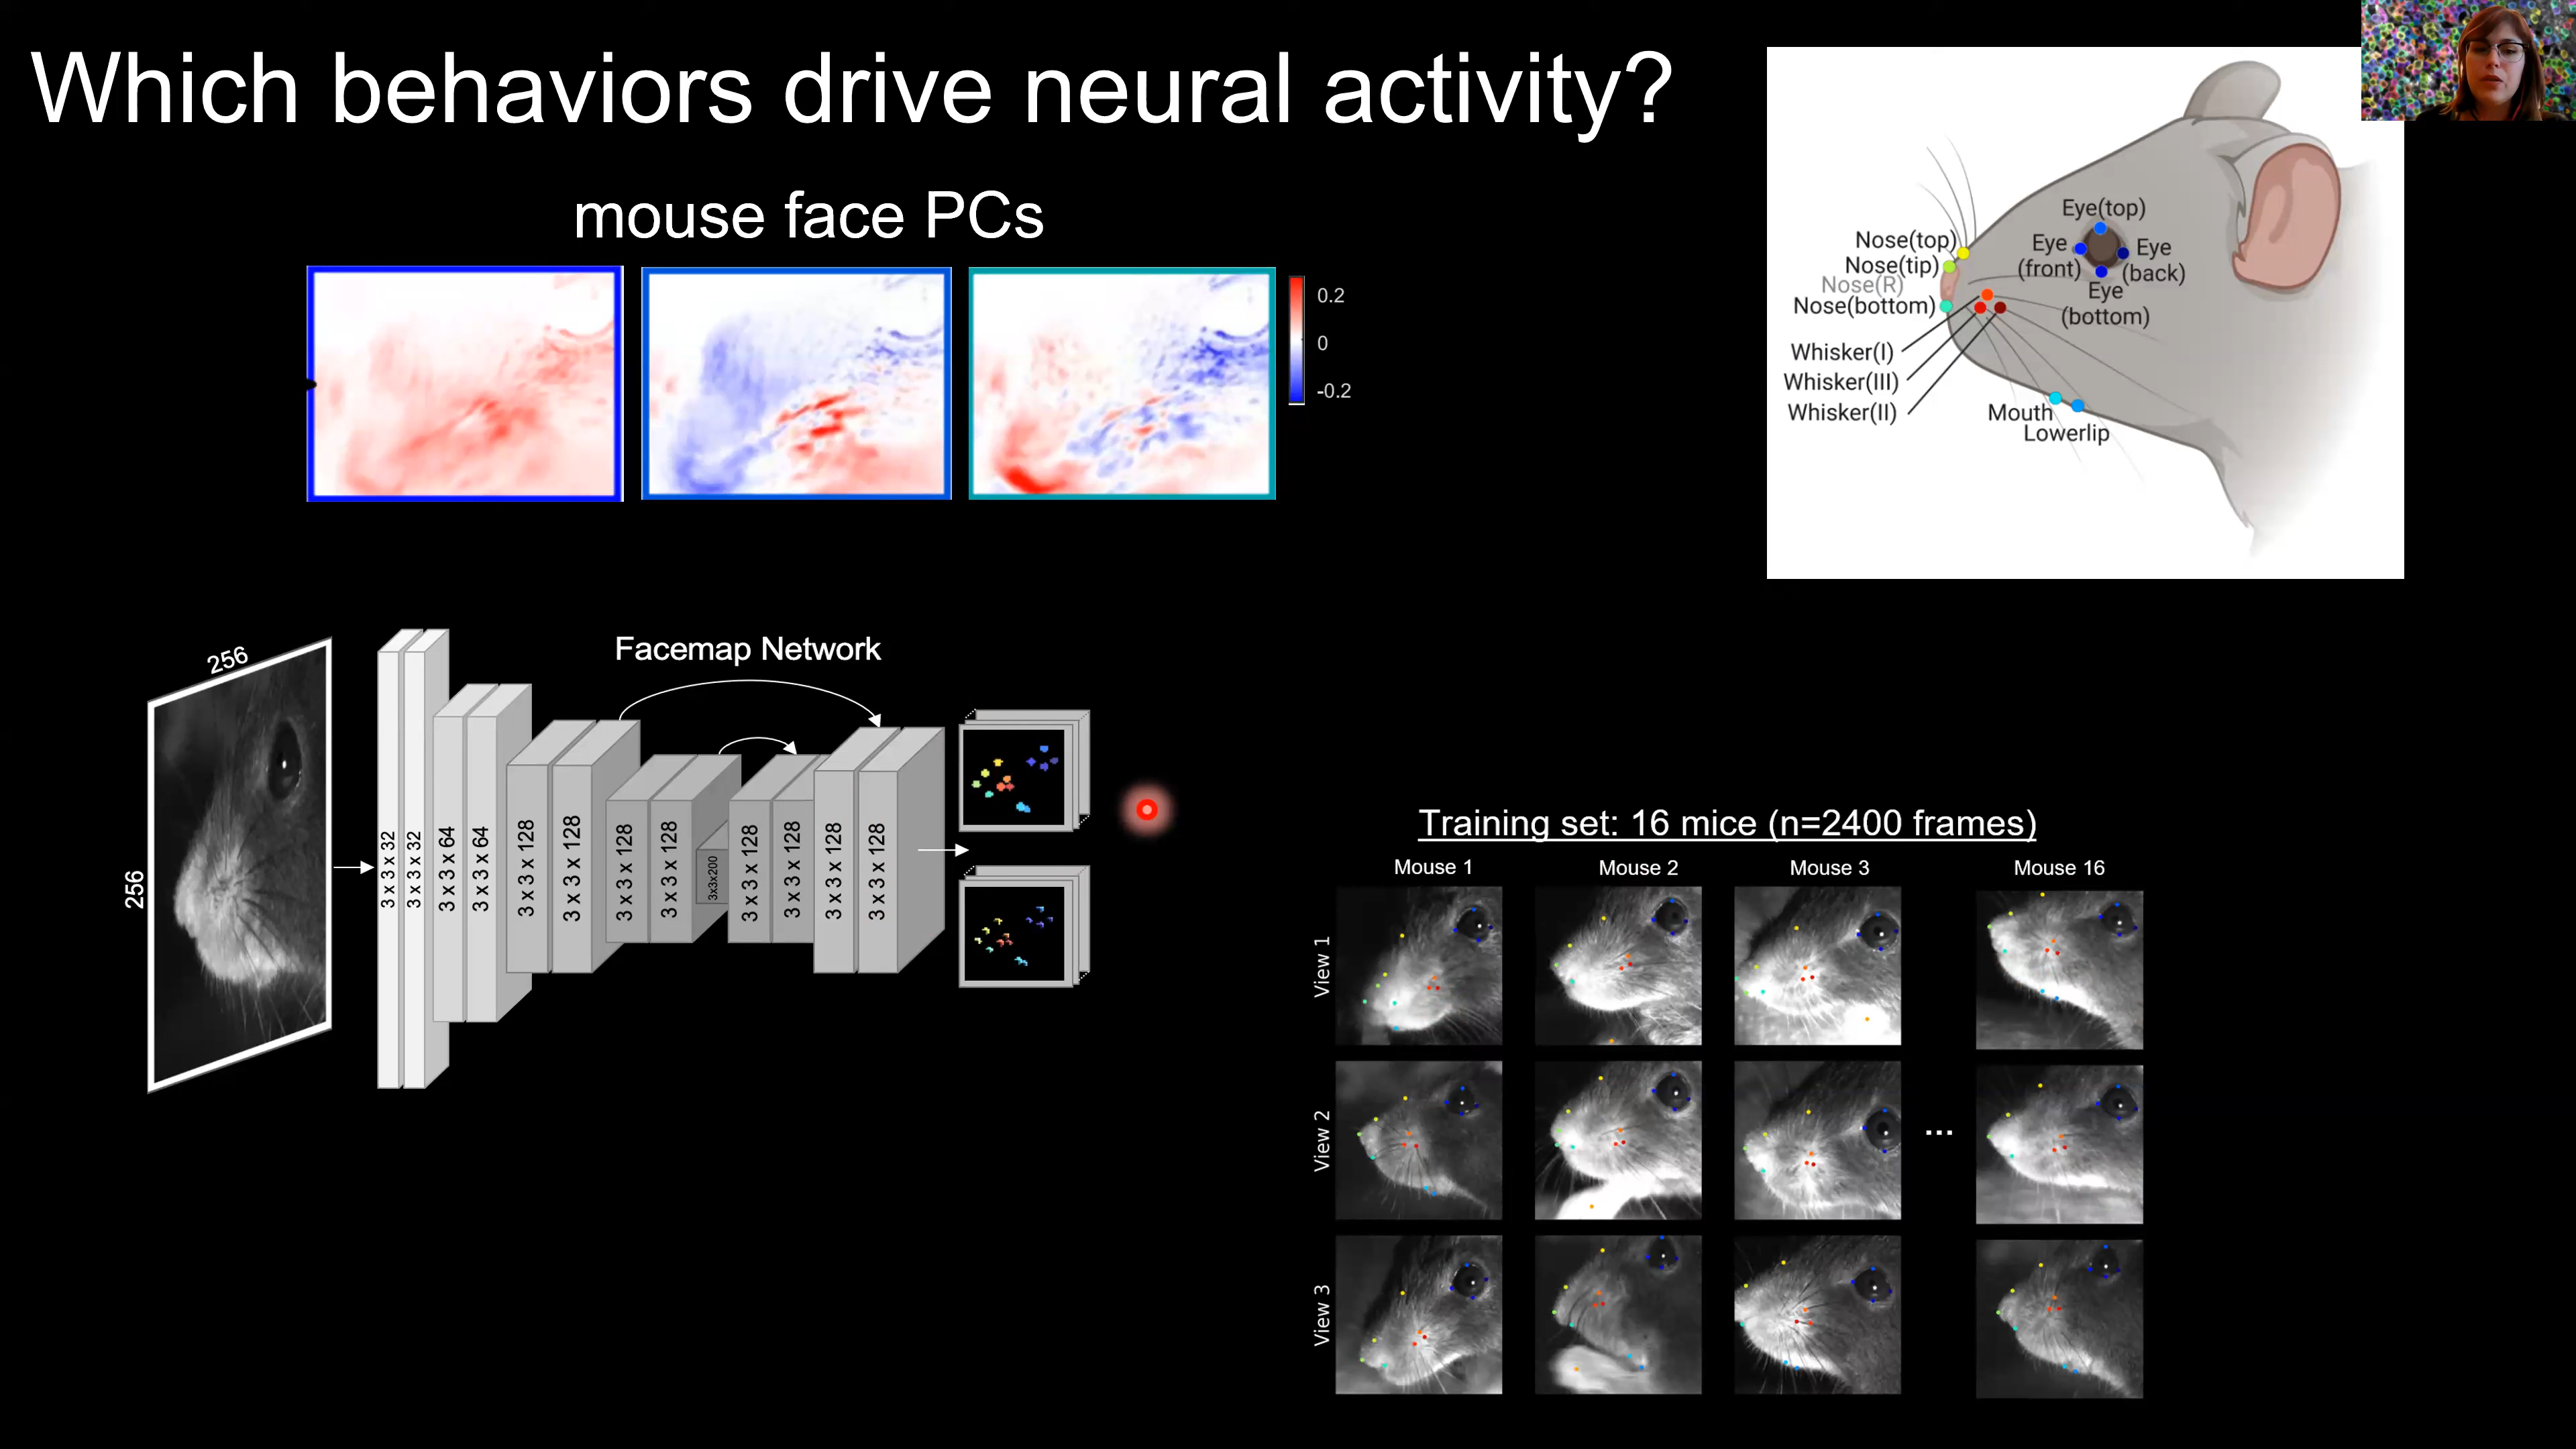 Which behaviors drive neural activity?
mouse face PCs
0.2
0
-0.2
Eye(top)
Eye
(front)
Eye
(back)
Eye
(bottom)
Nose(top)
Nose(tip)
Nose(R)
Nose(bottom)
Whisker(I)
Whisker(III)
Whisker(II)
Mouth
Lowerlip
Facemap Network
256
256
3 x 3 x 32
3 x 3 x 32
3 x 3 x 64
3 x 3 x 64
3 x 3 x 128
3 x 3 x 128
3 x 3 x 128
3 x 3 x 128
3x3x200
3 x 3 x 128
3 x 3 x 128
3 x 3 x 128
3 x 3 x 128
Training set: 16 mice (n=2400 frames)
Mouse 1
Mouse 2
Mouse 3
Mouse 16
View 1
View 2
...
View 3